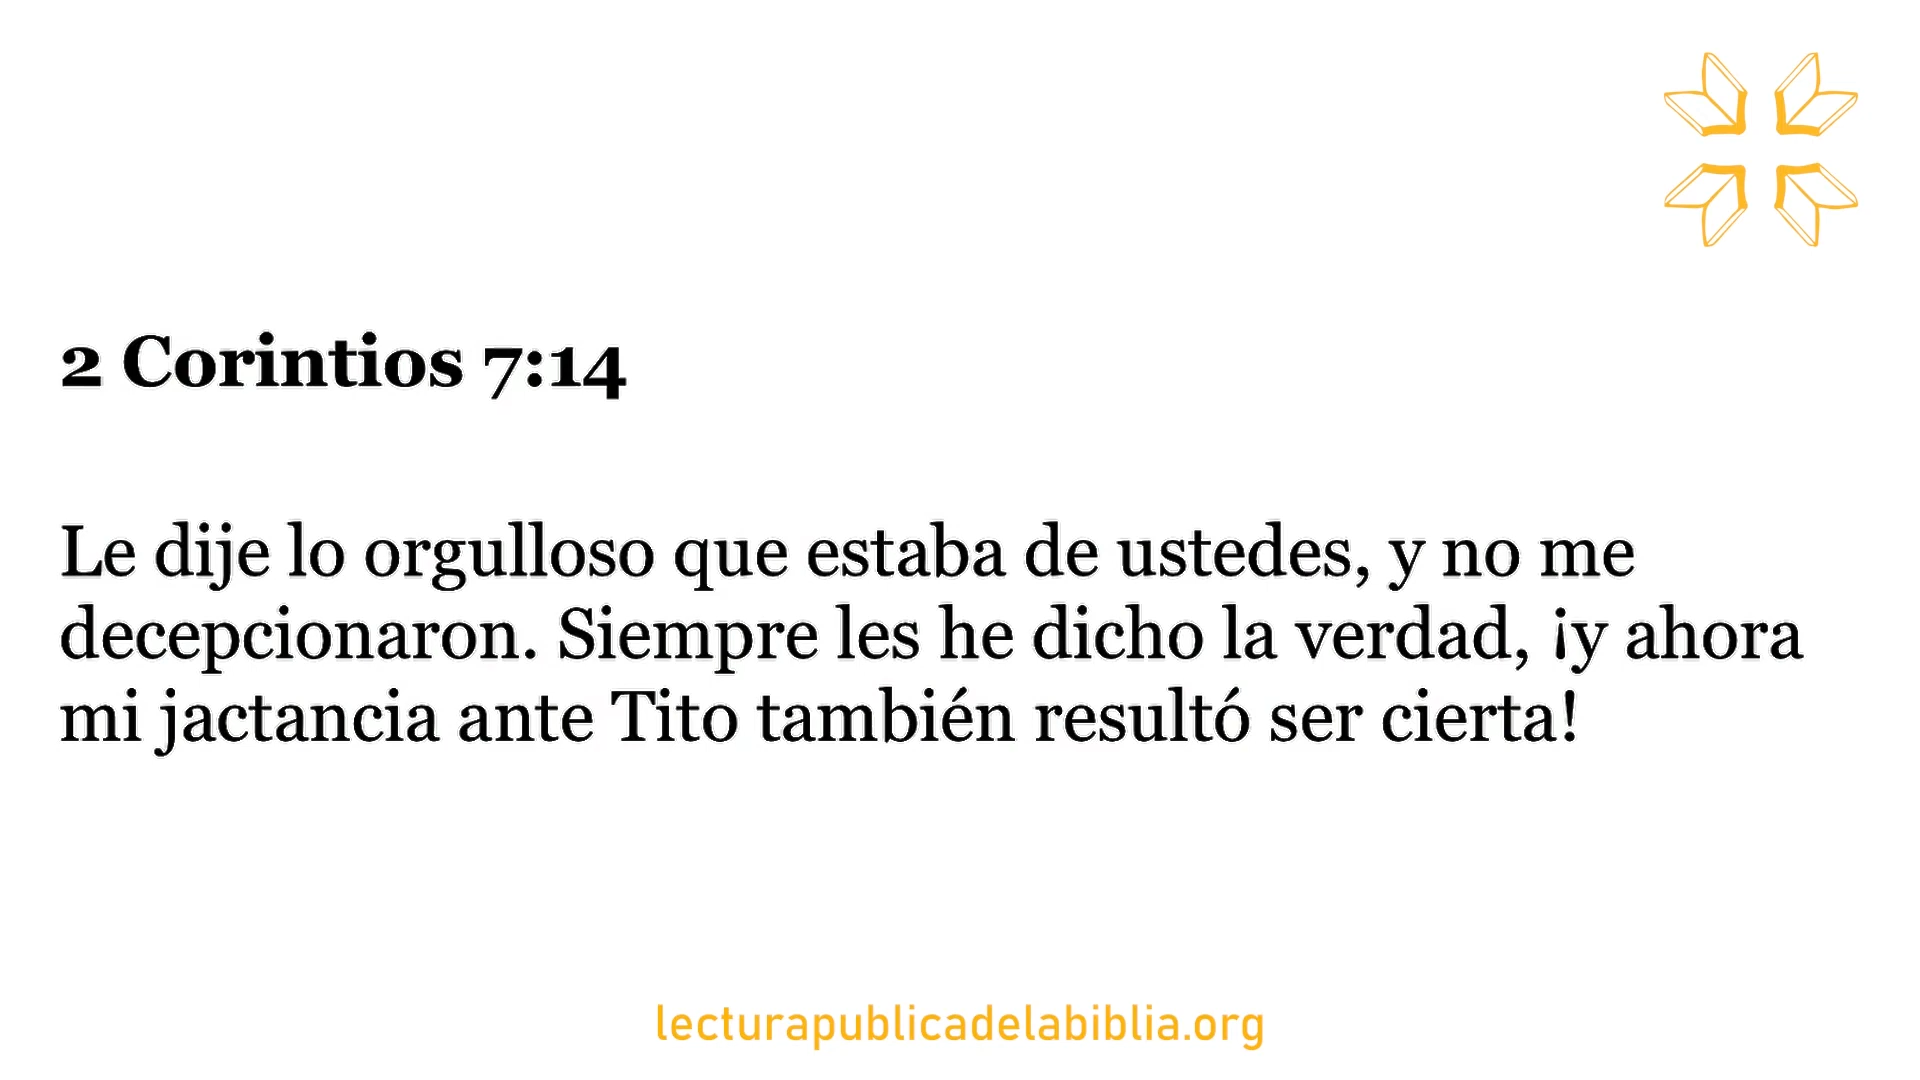 2 Corintios 7:14
Le dije lo orgulloso que estaba de ustedes, y no me
decepcionaron. Siempre les he dicho la verdad, ¡y ahora
mi jactancia ante Tito también resultó ser cierta!
lecturapublicadelabiblia.org